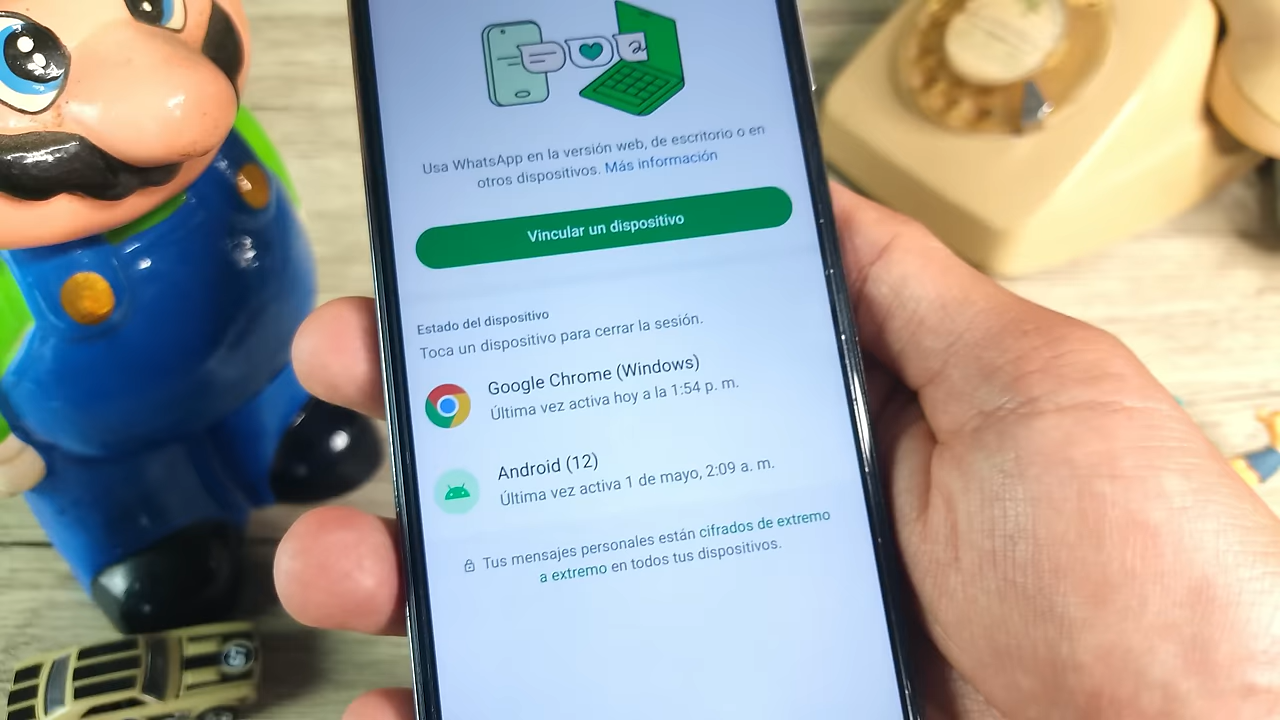 Usa WhatsApp en la versión web, de escritorio o en
otros dispositivos. Más información
Vincular un dispositivo
Estado del dispositivo
Toca un dispositivo para cerrar la sesión.
Google Chrome (Windows)
Última vez activa hoy a la 1:54 p. m.
Android (12)
Última vez activa 1 de mayo, 2:09 a. m.
Tus mensajes personales están cifrados de extremo
a extremo en todos tus dispositivos.